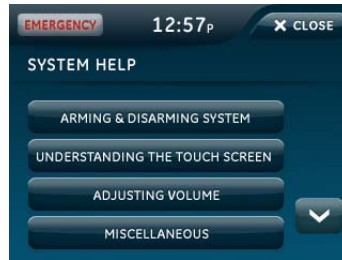 EMERGENCY 12:57P X CLOSE
SYSTEM HELP
ARMING & DISARMING SYSTEM
UNDERSTANDING THE TOUCH SCREEN
ADJUSTING VOLUME
MISCELLANEOUS